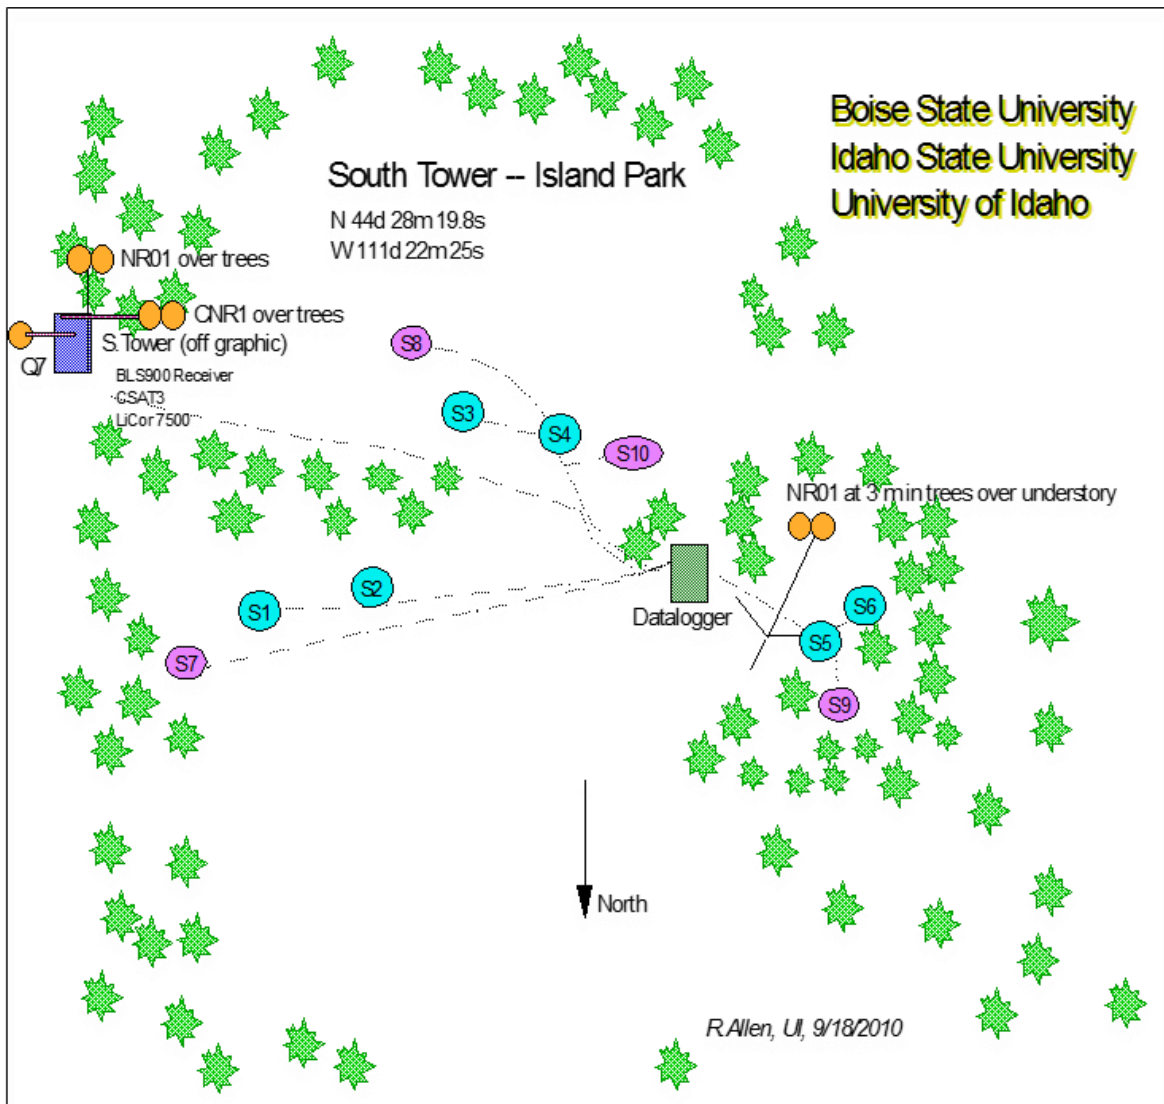 Boise State University
Idaho State University
University of Idaho
South Tower -- Island Park
N 44d 28m 19.8s
W 111d 22m 25s
NR01 over trees
CNR1 over trees
S.Tower (off graphic)
Q7
BLS900 Receiver
CSAT3
LiCor 7500
S8
S3
S4
S10
NR01 at 3 m in trees over understory
S2
S1
S7
Datalogger
S6
S5
S9
North
R.Allen, UI, 9/18/2010